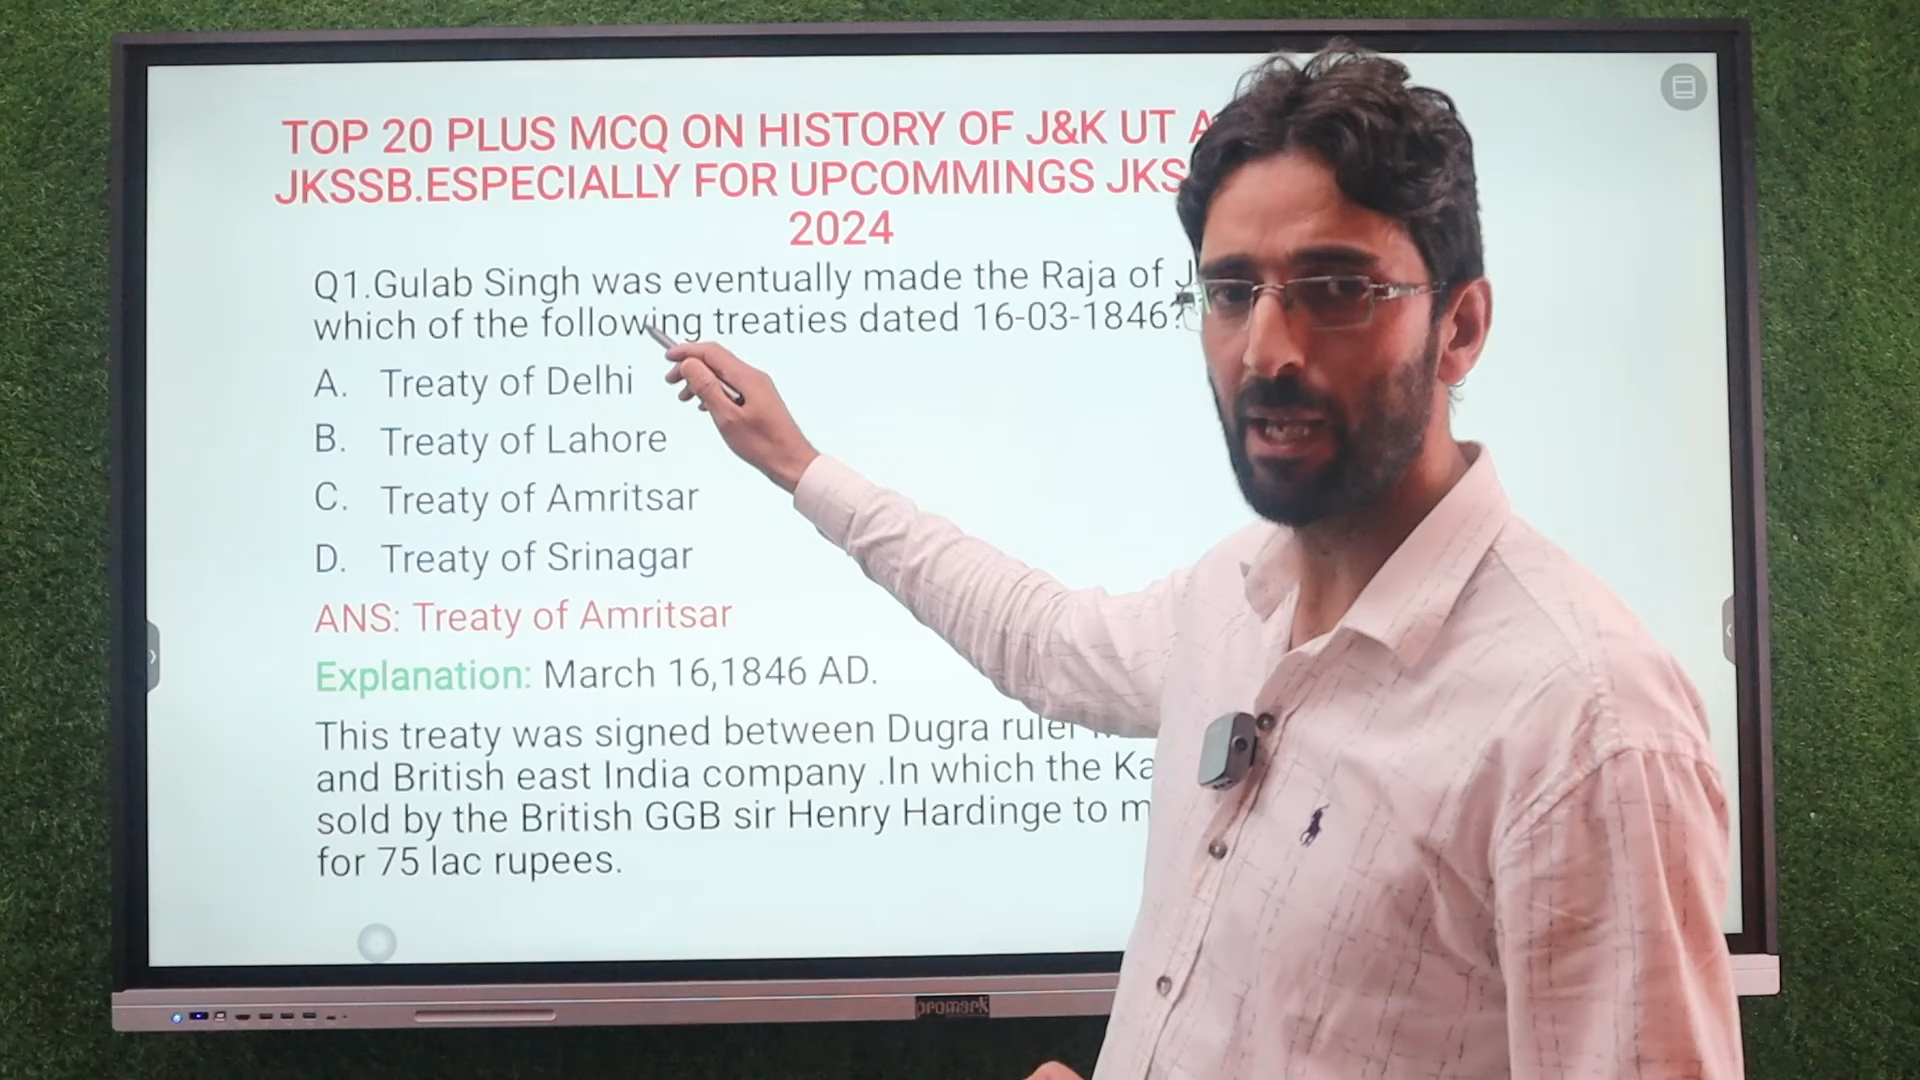 TOP 20 PLUS MCQ ON HISTORY OF J&K UT
JKSSB.ESPECIALLY FOR UPCOMMINGS JKS
2024
Q1.Gulab Singh was eventually made the Raja of J
which of the following treaties dated 16-03-1846?
A. Treaty of Delhi
B. Treaty of Lahore
C. Treaty of Amritsar
D. Treaty of Srinagar
ANS: Treaty of Amritsar
Explanation: March 16,1846 AD.
This treaty was signed between Dugra ruler
and British east India company .In which the Ka
sold by the British GGB sir Henry Hardinge to m
for 75 lac rupees.
promark